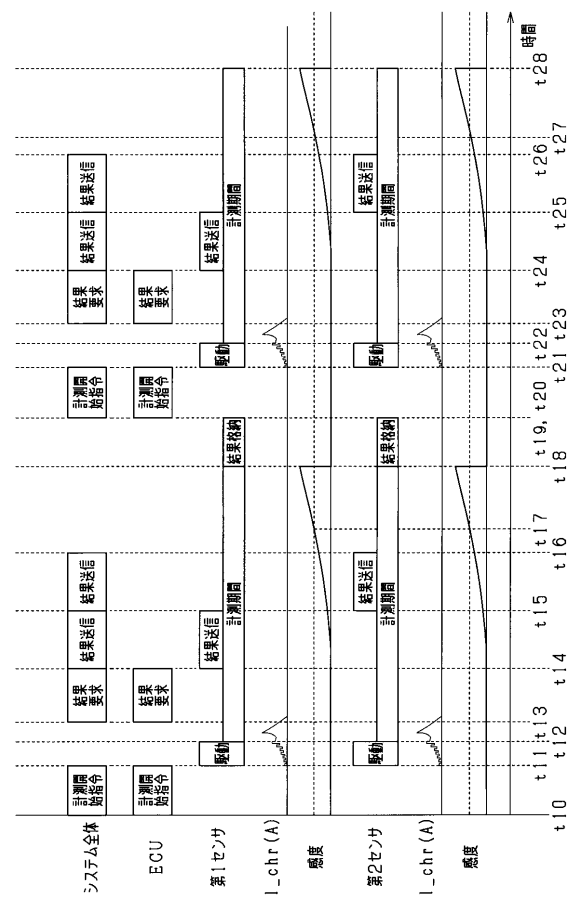 システム全体
計測開
始指令
結果
要求
結果送信
結果送信
計測開
始指令
結果
要求
結果送信
結果送信
ECU
計測開
始指令
結果
要求
計測開
始指令
結果
要求
第1センサ
駆動
結果送信
計測期間
結果格納
駆動
結果送信
計測期間
I_chr(A)
感度
第2センサ
駆動
結果送信
計測期間
結果格納
駆動
結果送信
計測期間
I_chr(A)
感度
時間
t10
t11
t12
t13
t14
t15
t16
t17
t18
t19, t20
t21
t22
t23
t24
t25
t26
t27
t28